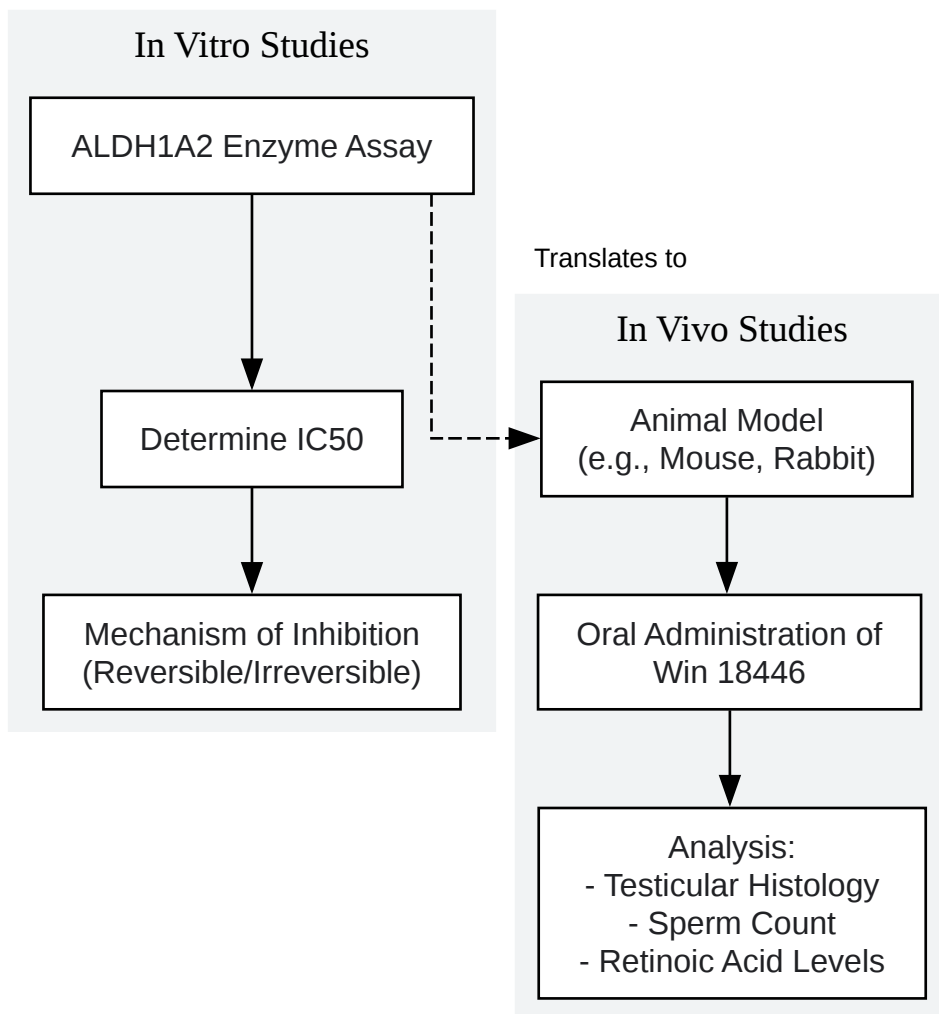 In Vitro Studies
ALDH1A2 Enzyme Assay
Determine IC50
Mechanism of Inhibition
(Reversible/Irreversible)
Translates to
In Vivo Studies
Animal Model
(e.g., Mouse, Rabbit)
Oral Administration of
Win 18446
Analysis:
- Testicular Histology
- Sperm Count
- Retinoic Acid Levels